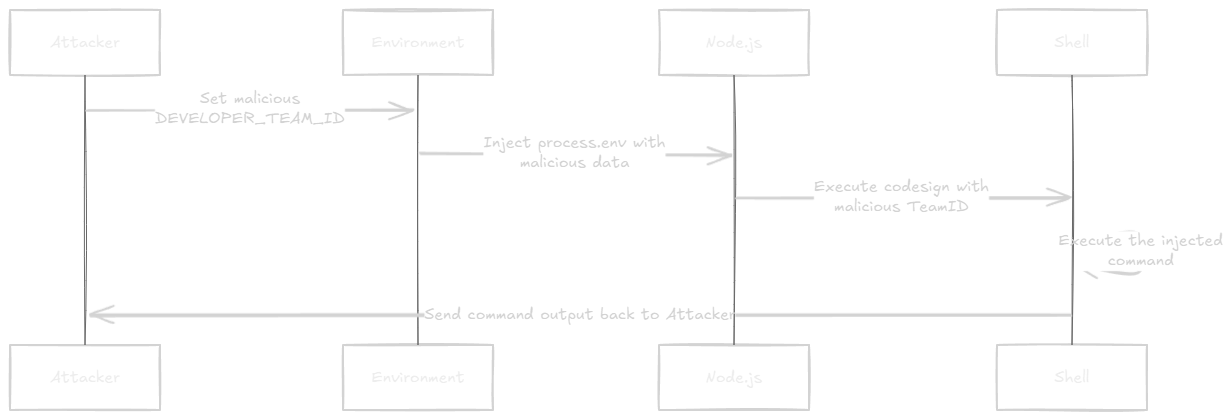 Attacker
Environment
Node.js
Shell
Set malicious
DEVELOPER_TEAM_ID
Inject process.env with
malicious data
Execute codesign with
malicious TeamID
Execute the injected
command
Send command output back to Attacker
Attacker
Environment
Node.js
Shell